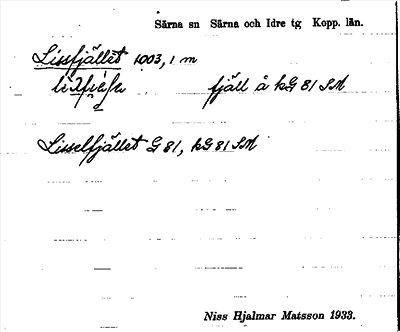 Särna sn Särna och Idre tg Kopp. län.
Lissfjället 1003,1 m
fjäll å kG 81 SM
Lisselfjället G 81, kG 81 SM
Niss Hjalmar Matsson 1933.